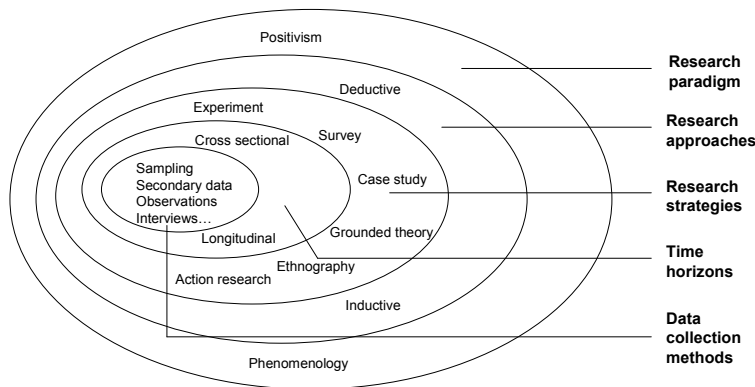 Positivism
Research
paradigm
Deductive
Experiment
Research
approaches
Cross sectional
Survey
Sampling
Secondary data
Observations
Interviews…
Case study
Research
strategies
Longitudinal
Grounded theory
Ethnography
Time
horizons
Action research
Inductive
Data
collection
methods
Phenomenology